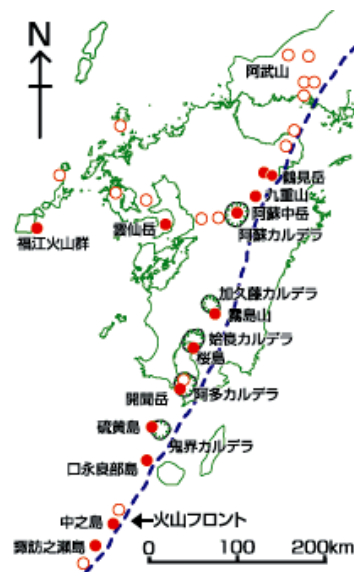 N
阿武山
鶴見岳
九重山
阿蘇中岳
阿蘇カルデラ
雲仙岳
福江火山群
加久藤カルデラ
霧島山
姶良カルデラ
桜島
阿多カルデラ
開聞岳
硫黄島
鬼界カルデラ
口永良部島
中之島
←火山フロント
諏訪之瀬島
0 100 200km